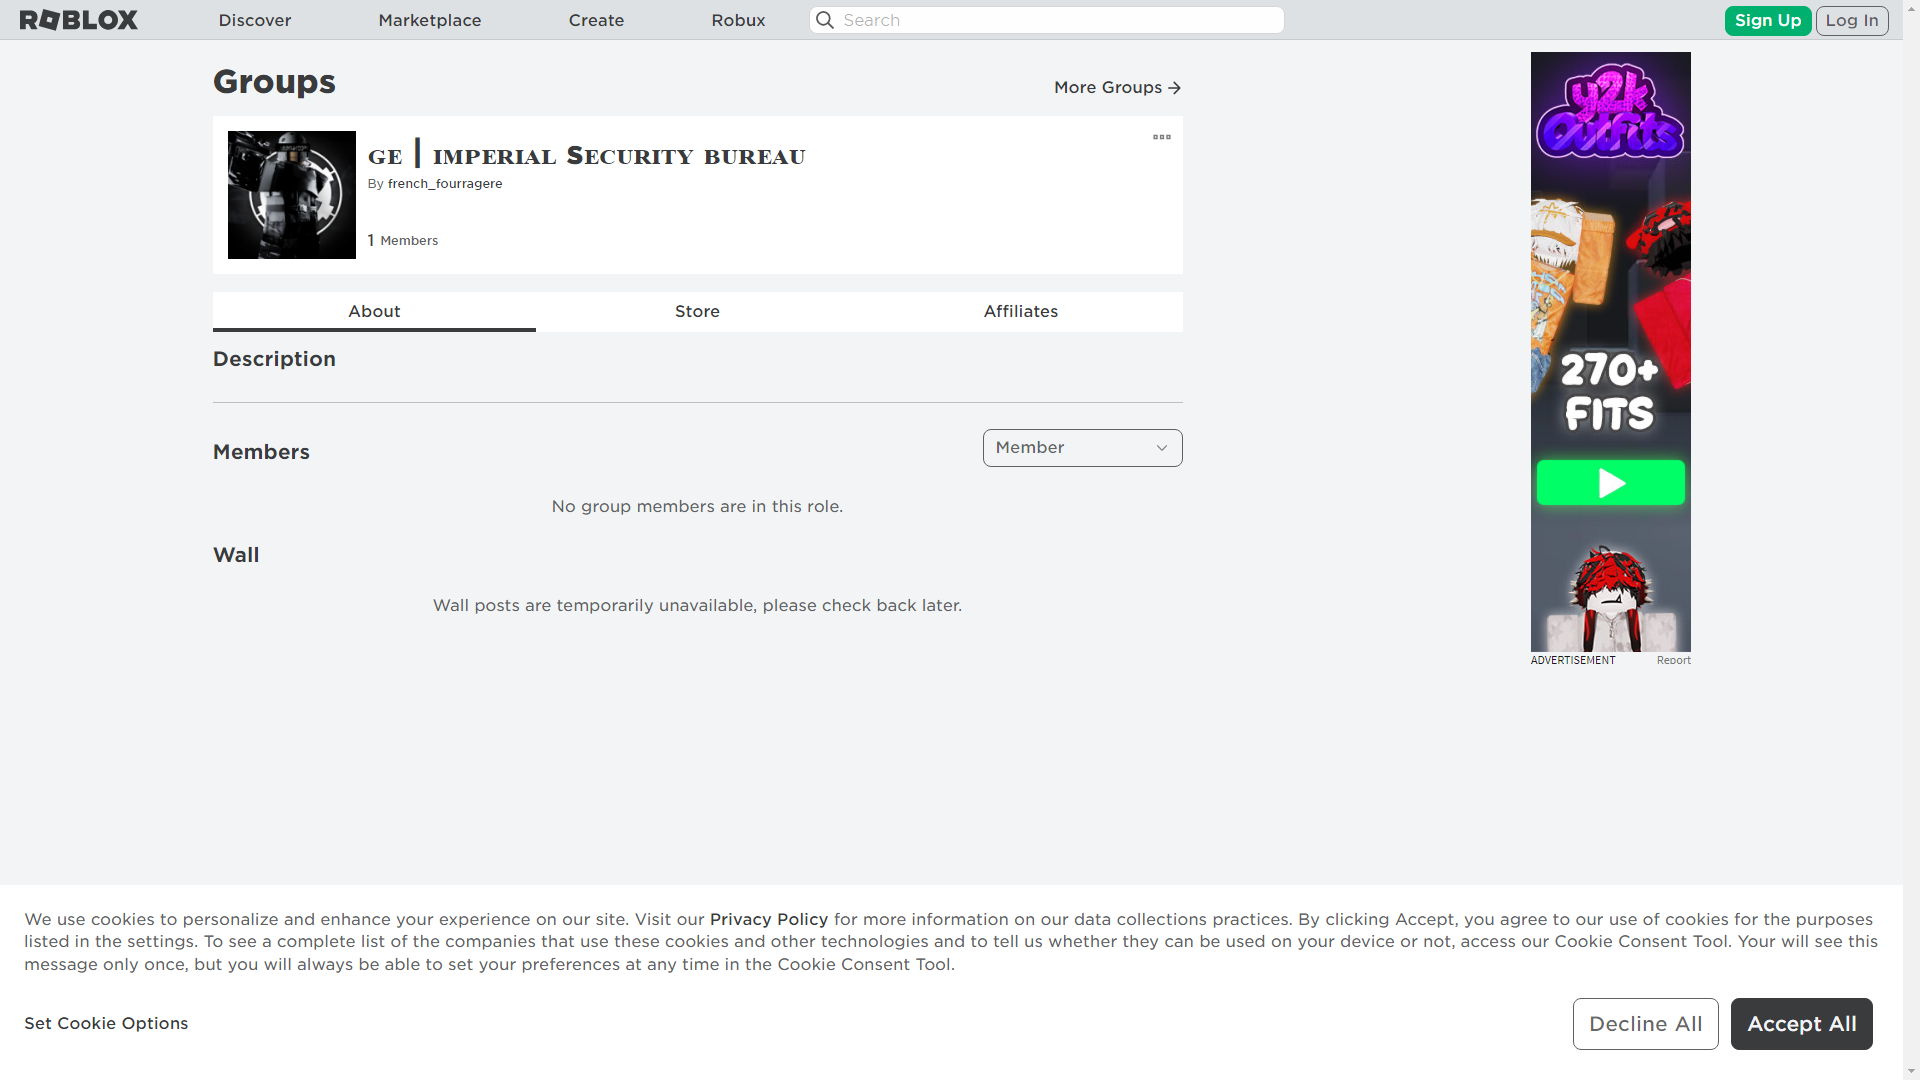 ROBLOX
Discover
Marketplace
Create
Robux
Search
Sign Up
Log In
Groups
More Groups
GE | IMPERIAL SECURITY BUREAU
By french_fourragere
1 Members
About
Store
Affiliates
Description
Members
Member
No group members are in this role.
Wall
Wall posts are temporarily unavailable, please check back later.
y2k
Outfits
270+
FITS
ADVERTISEMENT
Report
We use cookies to personalize and enhance your experience on our site. Visit our Privacy Policy for more information on our data collections practices. By clicking Accept, you agree to our use of cookies for the purposes
listed in the settings. To see a complete list of the companies that use these cookies and other technologies and to tell us whether they can be used on your device or not, access our Cookie Consent Tool. Your will see this
message only once, but you will always be able to set your preferences at any time in the Cookie Consent Tool.
Set Cookie Options
Decline All
Accept All